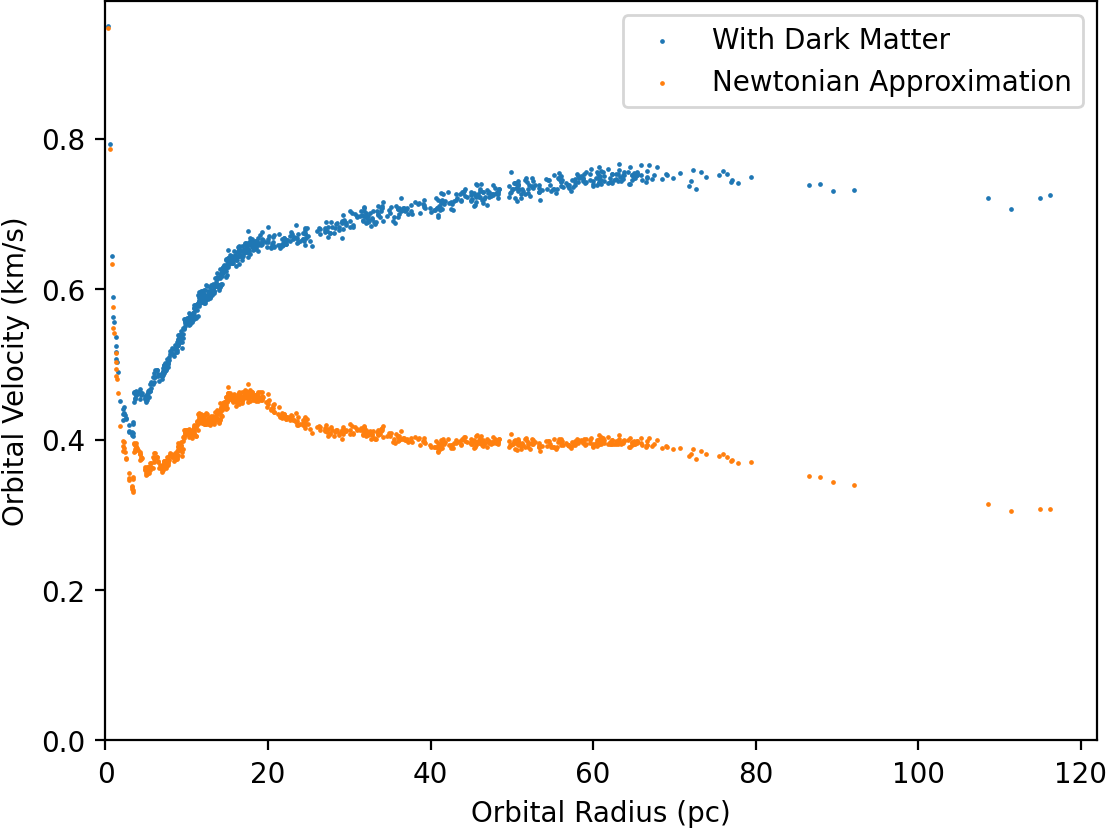 With Dark Matter
Newtonian Approximation
0.8
0.6
0.4
0.2
0.0
0 20 40 60 80 100 120
Orbital Velocity (km/s)
Orbital Radius (pc)